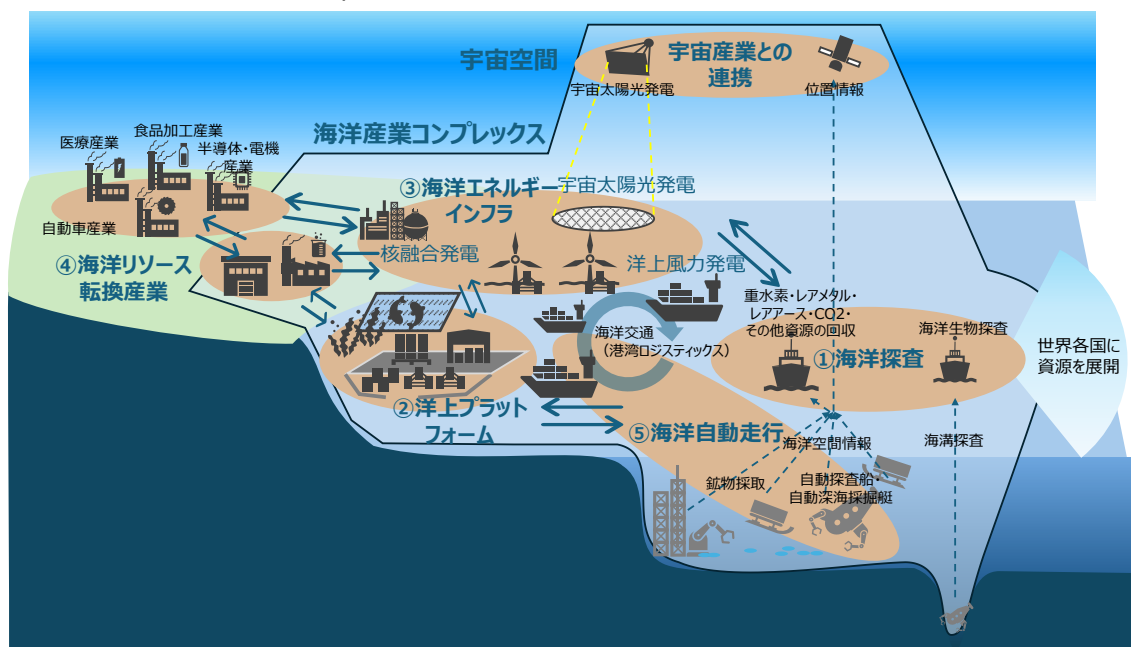 宇宙空間
宇宙産業との
連携
宇宙太陽光発電
位置情報
海洋産業コンプレックス
食品加工産業
医療産業
半導体・電機
産業
自動車産業
③海洋エネルギー
インフラ
宇宙太陽光発電
核融合発電
洋上風力発電
④海洋リソース
転換産業
重水素・レアメタル・
レアアース・CO2・
その他資源の回収
海洋生物探査
海洋交通
（港湾ロジスティックス）
①海洋探査
世界各国に
資源を展開
②洋上プラット
フォーム
⑤海洋自動走行
海洋空間情報
海溝探査
鉱物採取
自動探査船・
自動深海採掘艇